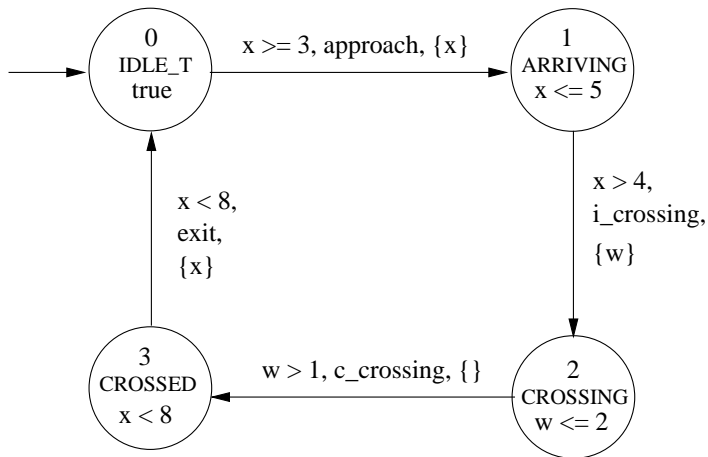 0
IDLE_T
true
x >= 3, approach, {x}
1
ARRIVING
x <= 5
x < 8,
exit,
{x}
x > 4,
i_crossing,
{w}
3
CROSSED
x < 8
w > 1, c_crossing, {}
2
CROSSING
w <= 2